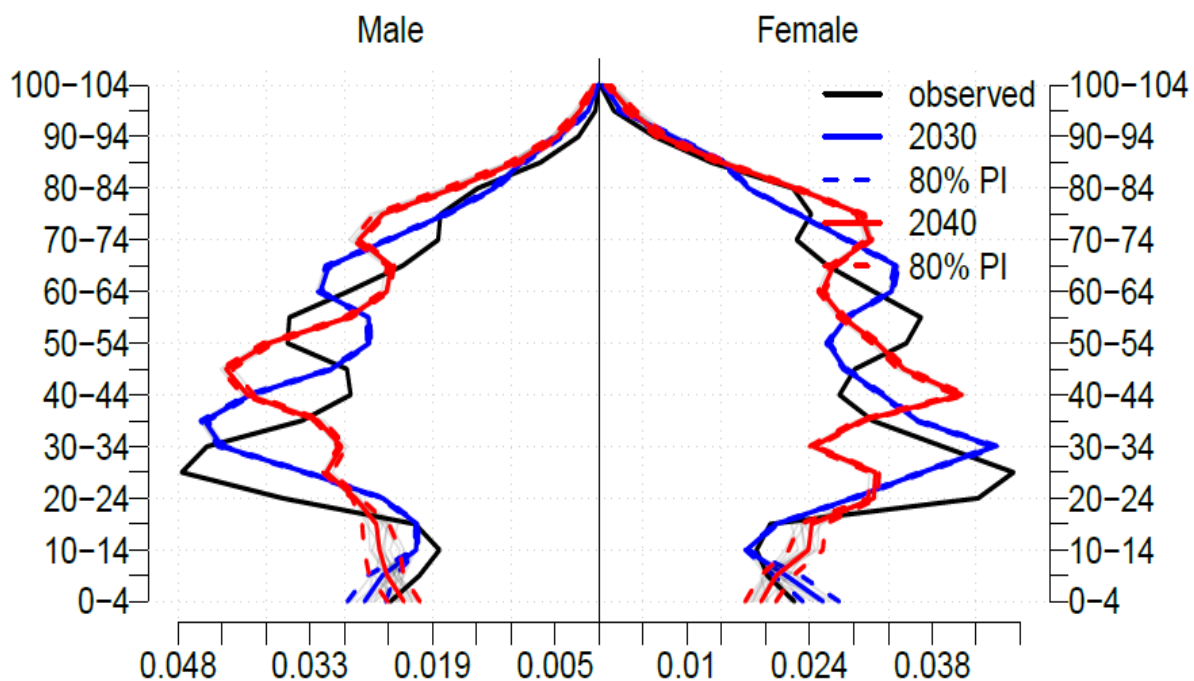 Male Female
100−104 observed 100−104
90−94 2030 90−94
80−84 80% PI 80−84
70−74 2040 70−74
60−64 80% PI 60−64
50−54 50−54
40−44 40−44
30−34 30−34
20−24 20−24
10−14 10−14
0−4 0−4
0.048 0.033 0.019 0.005 0.01 0.024 0.038